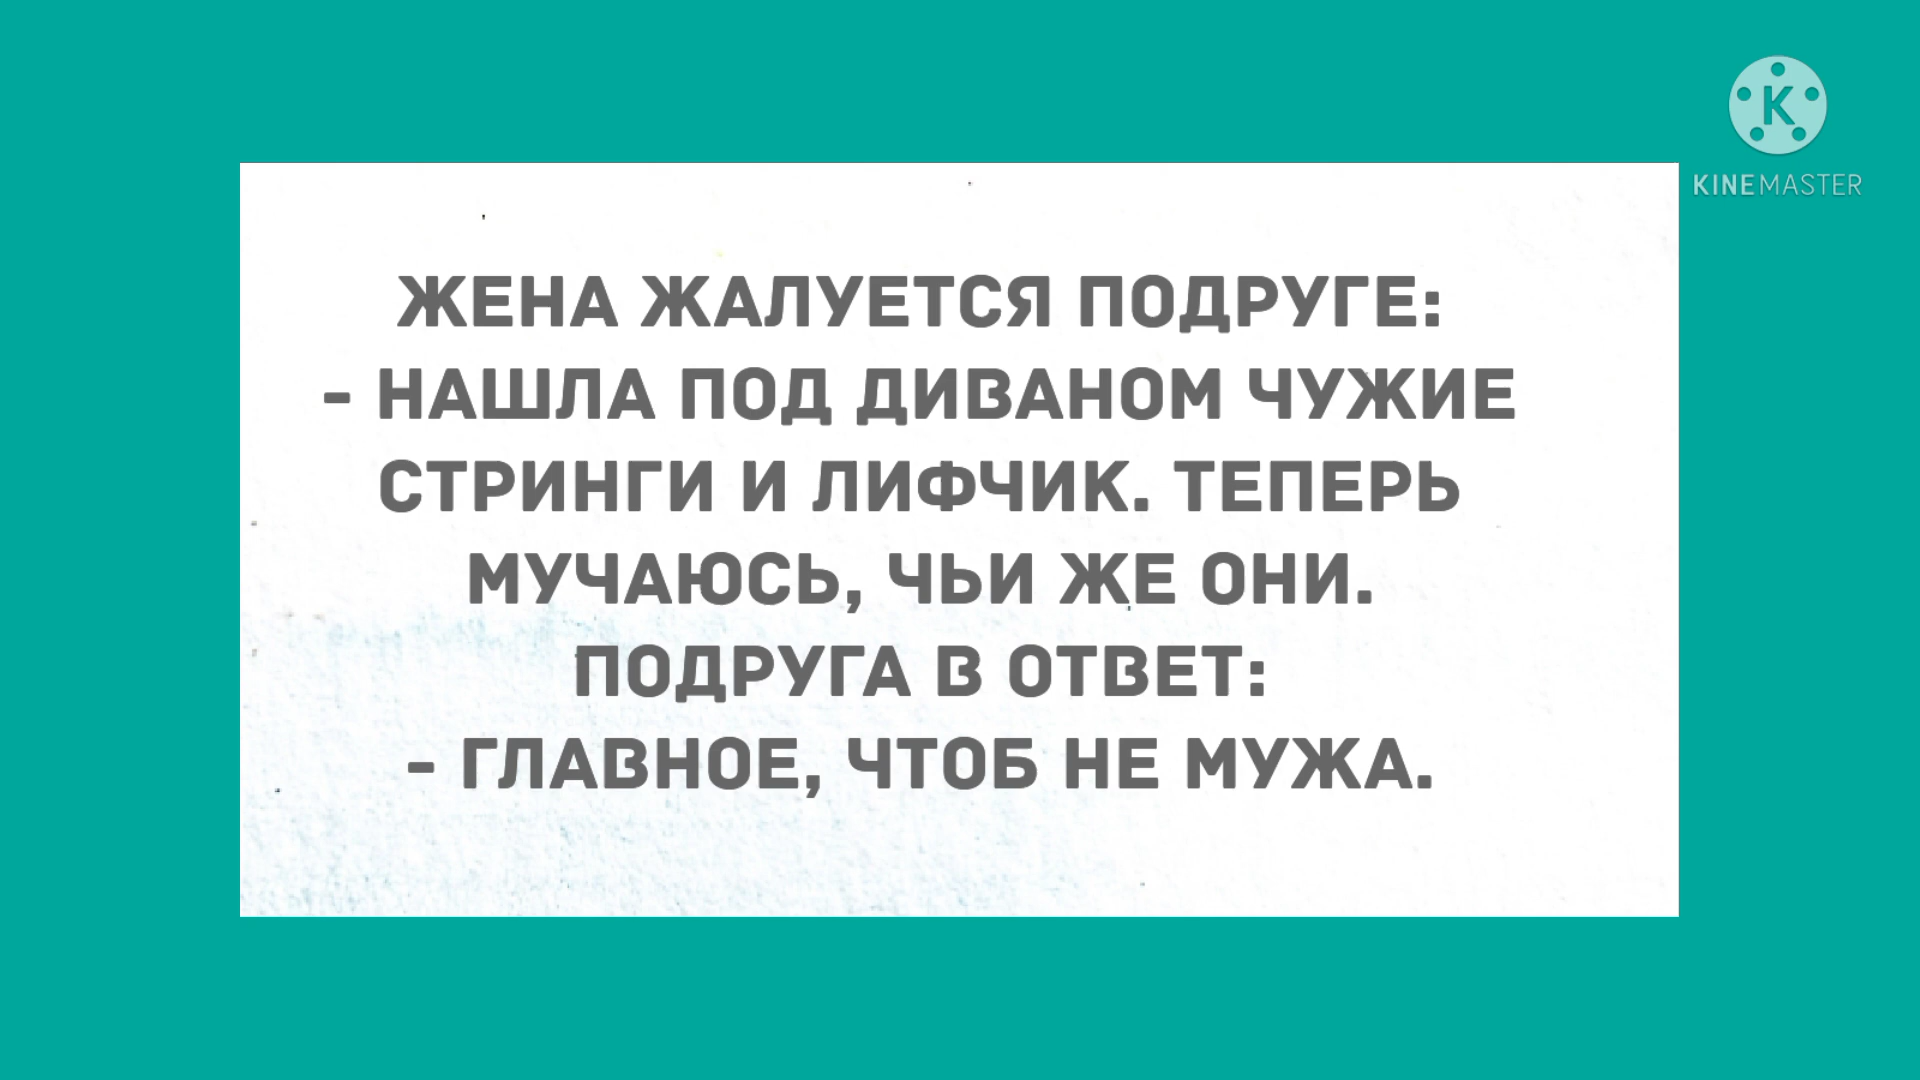 KINEMASTER
ЖЕНА ЖАЛУЕТСЯ ПОДРУГЕ:
- НАШЛА ПОД ДИВАНОМ ЧУЖИЕ
СТРИНГИ И ЛИФЧИК. ТЕПЕРЬ
МУЧАЮСЬ, ЧЬИ ЖЕ ОНИ.
ПОДРУГА В ОТВЕТ:
- ГЛАВНОЕ, ЧТОБ НЕ МУЖА.